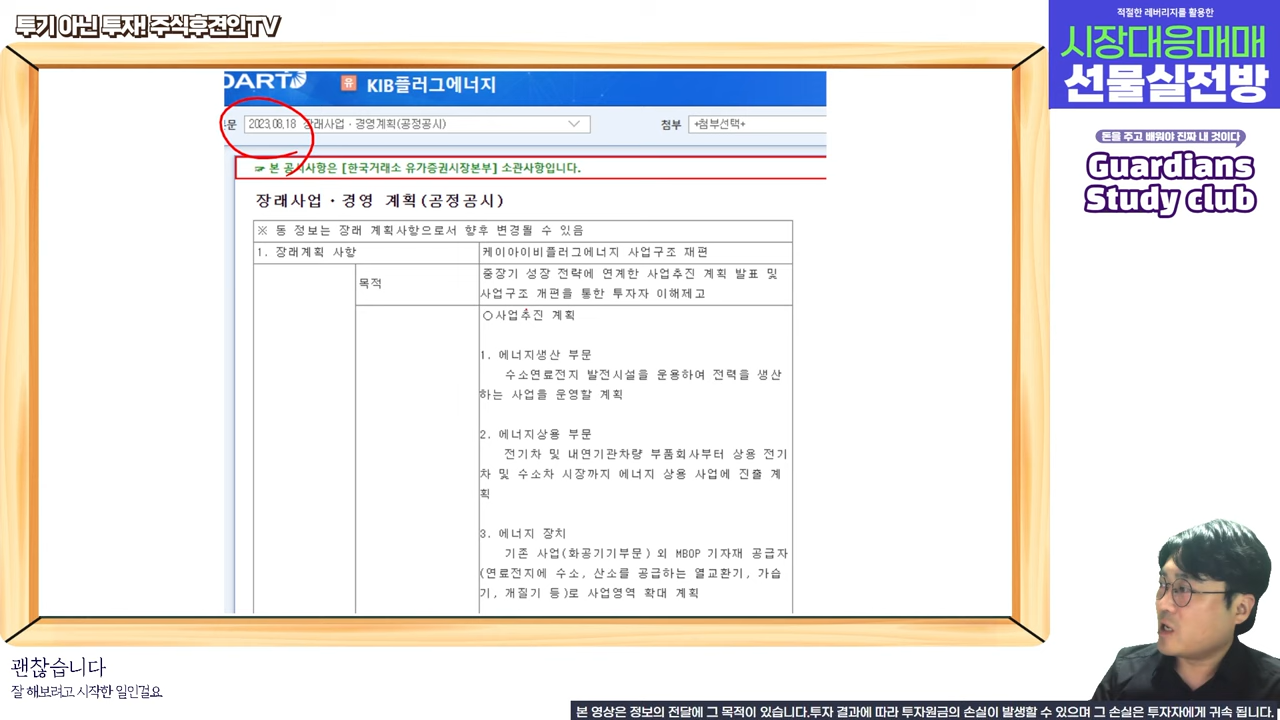 투기 아닌 투자! 주식후견인TV
적절한 레버리지를 활용한
시장대응매매
선물실전방
돈을 주고 배워야 진짜 내 것이다
Guardians
Study club
DART
유 KIB플러그에너지
문 2023.08.18 장래사업ㆍ경영계획(공정공시)
첨부 +첨부선택+
☞ 본 공시사항은 [한국거래소 유가증권시장본부] 소관사항입니다.
장래사업ㆍ경영 계획(공정공시)
※ 동 정보는 장래 계획사항으로서 향후 변경될 수 있음
1. 장래계획 사항 케이아이비플러그에너지 사업구조 재편
목적
중장기 성장 전략에 연계한 사업추진 계획 발표 및
사업구조 개편을 통한 투자자 이해제고
○사업추진 계획
1. 에너지생산 부문
수소연료전지 발전시설을 운용하여 전력을 생산
하는 사업을 운영할 계획
2. 에너지상용 부문
전기차 및 내연기관차량 부품회사부터 상용 전기
차 및 수소차 시장까지 에너지 상용 사업에 진출 계
획
3. 에너지 장치
기존 사업(화공기기부문) 외 MBOP 기자재 공급자
(연료전지에 수소, 산소를 공급하는 열교환기, 가습
기, 개질기 등)로 사업영역 확대 계획
괜찮습니다
잘 해보려고 시작한 일인걸요
본 영상은 정보의 전달에 그 목적이 있습니다.투자 결과에 따라 투자원금의 손실이 발생할 수 있으며 그 손실은 투자자에게 귀속 됩니다.